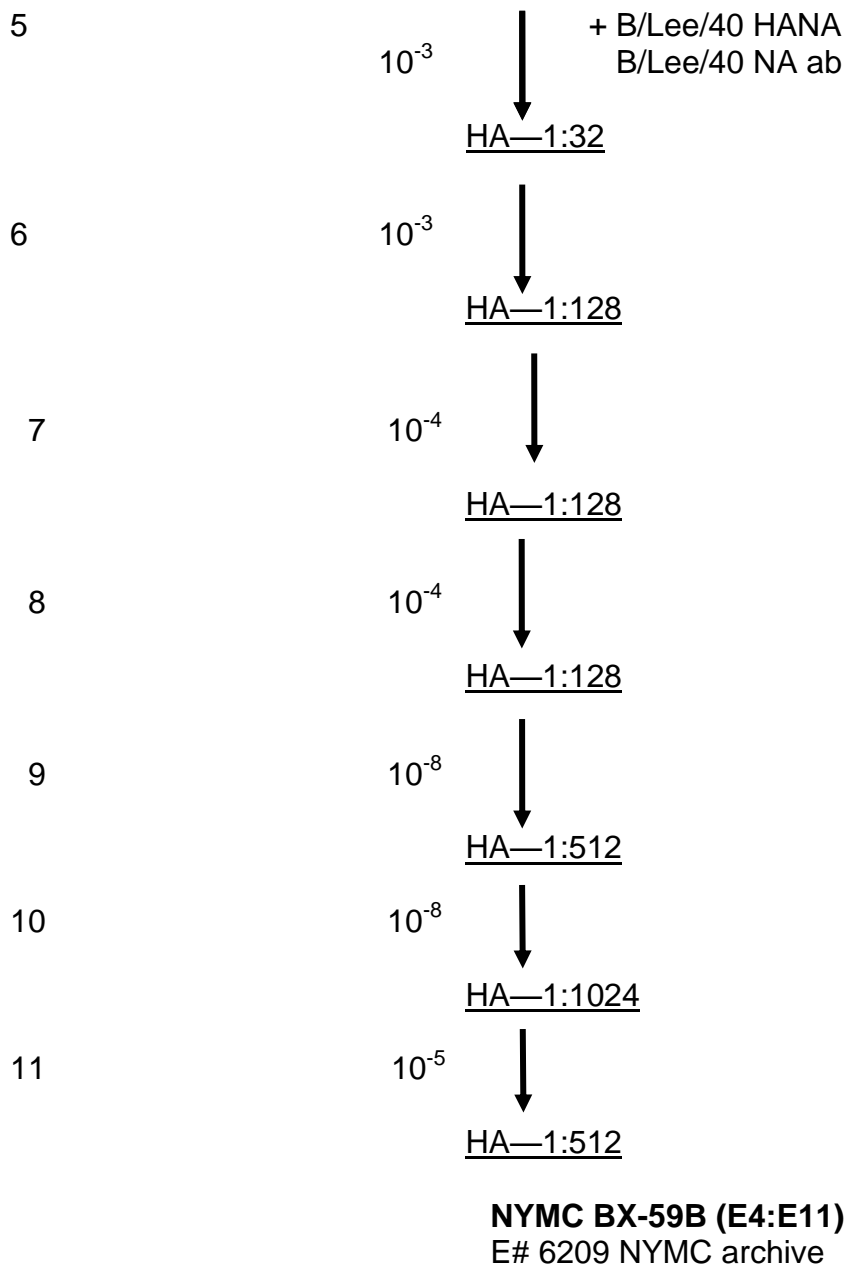 5 + B/Lee/40 HANA
10⁻³ B/Lee/40 NA ab
HA—1:32
6 10⁻³
HA—1:128
7 10⁻⁴
HA—1:128
8 10⁻⁴
HA—1:128
9 10⁻⁸
HA—1:512
10 10⁻⁸
HA—1:1024
11 10⁻⁵
HA—1:512
NYMC BX-59B (E4:E11)
E# 6209 NYMC archive